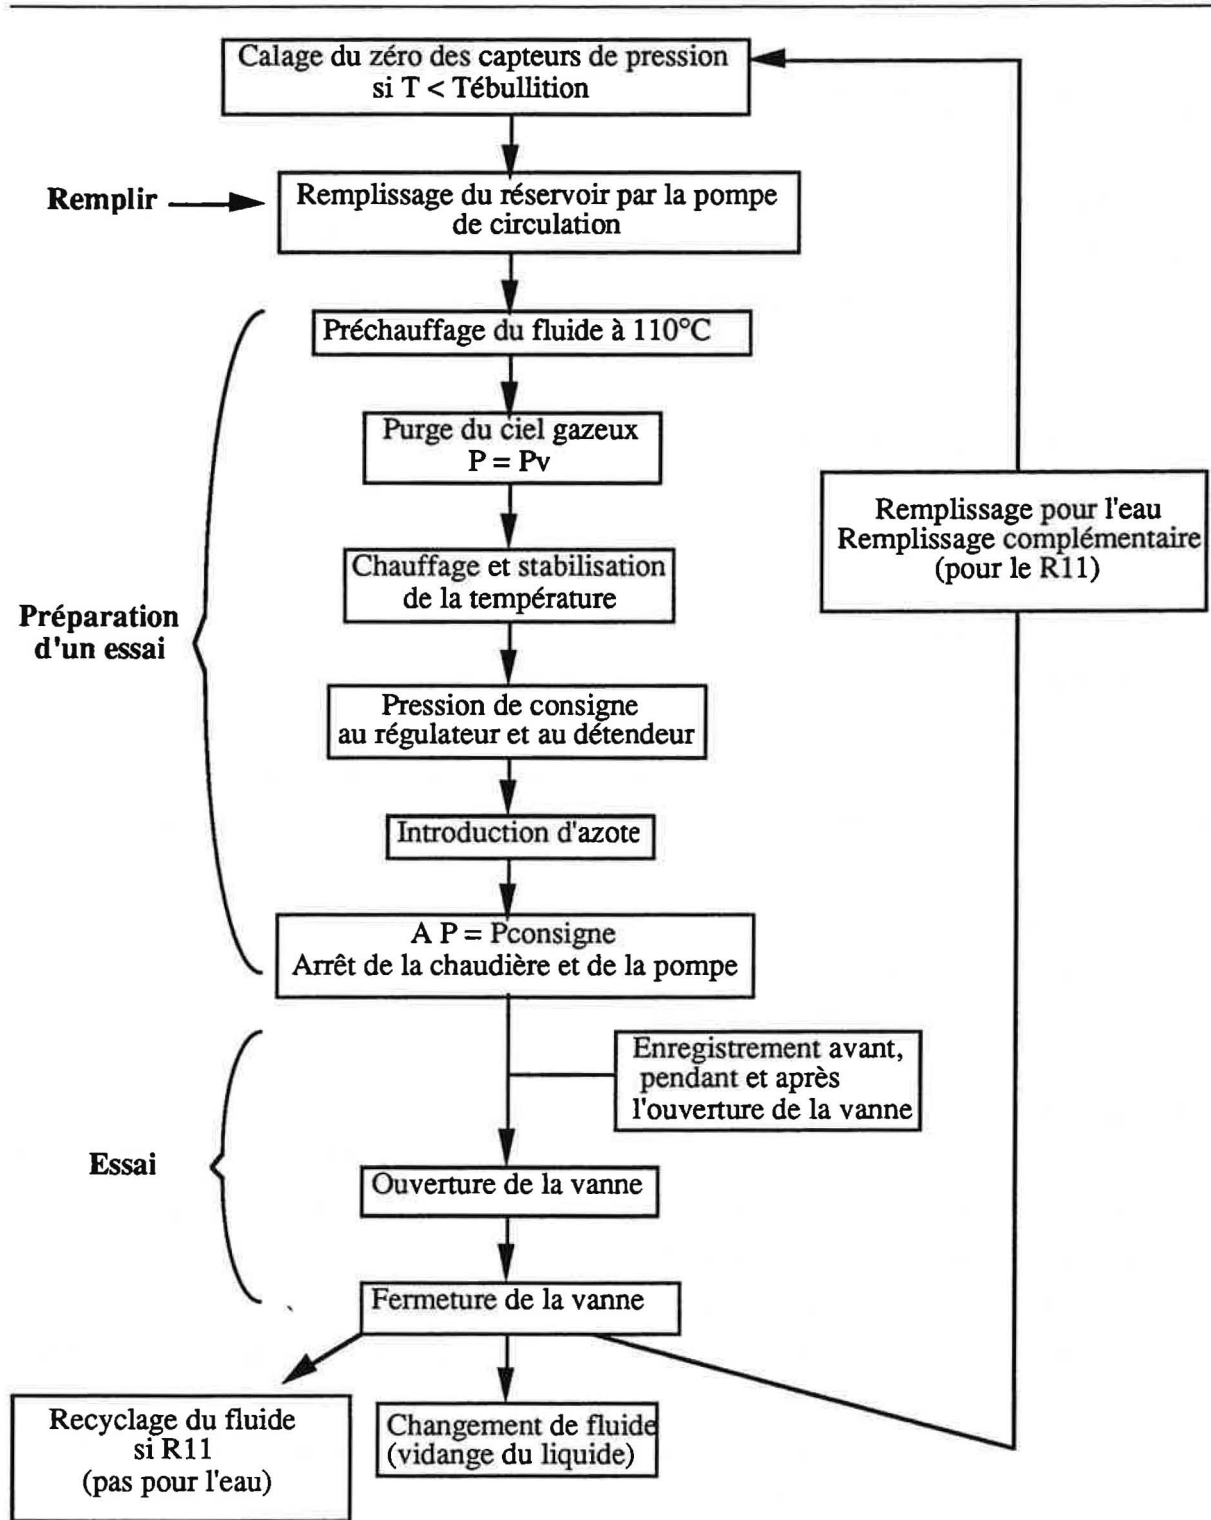 Calage du zéro des capteurs de pression
si T < Tébullition
Remplir
Remplissage du réservoir par la pompe
de circulation
Préchauffage du fluide à 110°C
Purge du ciel gazeux
P = Pv
Remplissage pour l'eau
Remplissage complémentaire
(pour le R11)
Chauffage et stabilisation
de la température
Préparation
d'un essai
Pression de consigne
au régulateur et au détendeur
Introduction d'azote
A P = Pconsigne
Arrêt de la chaudière et de la pompe
Enregistrement avant,
pendant et après
l'ouverture de la vanne
Essai
Ouverture de la vanne
Fermeture de la vanne
Recyclage du fluide
si R11
(pas pour l'eau)
Changement de fluide
(vidange du liquide)